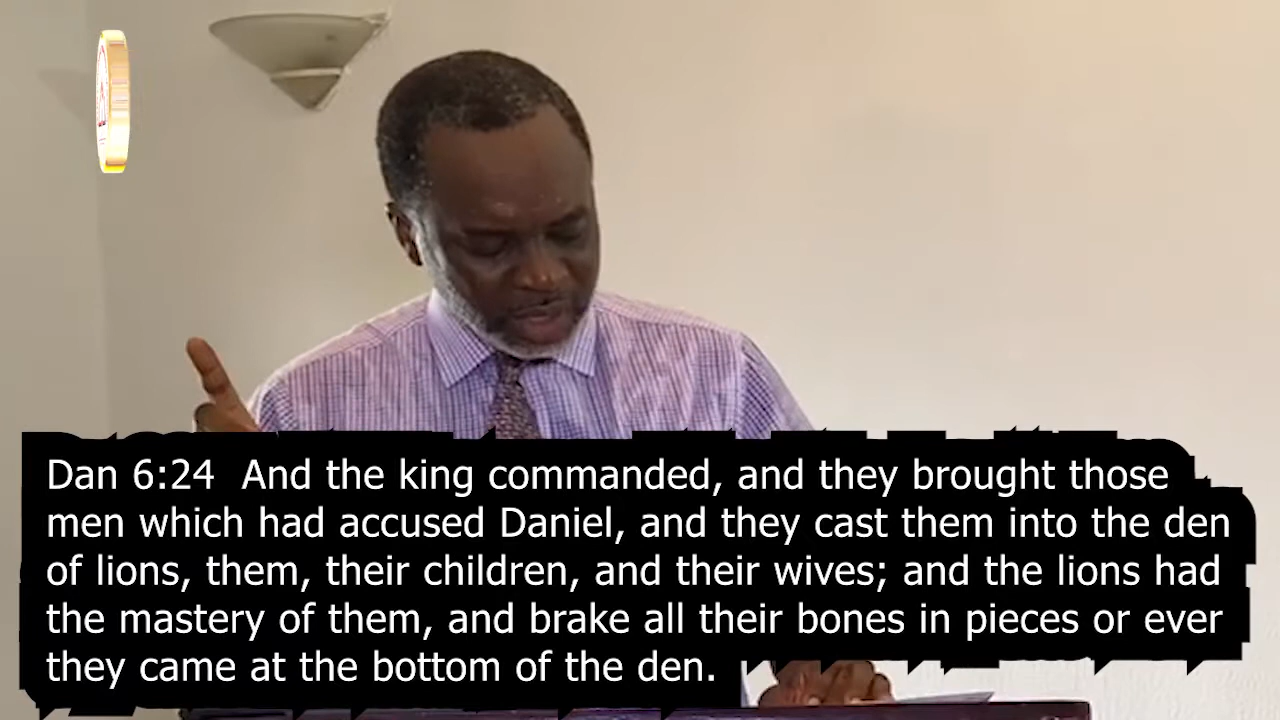 Dan 6:24  And the king commanded, and they brought those
men which had accused Daniel, and they cast them into the den
of lions, them, their children, and their wives; and the lions had
the mastery of them, and brake all their bones in pieces or ever
they came at the bottom of the den.